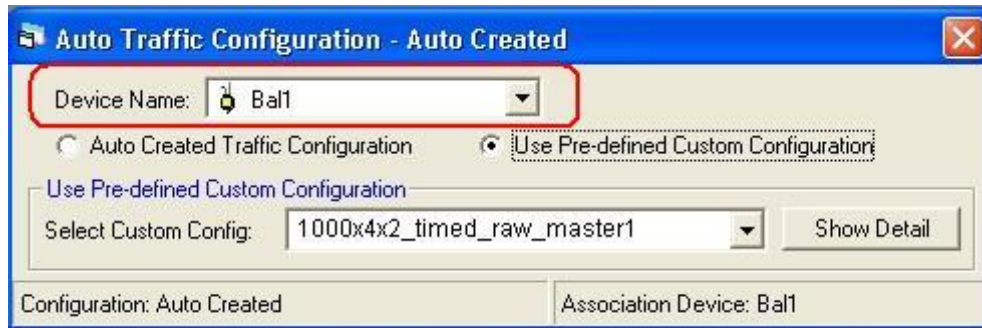 Auto Traffic Configuration - Auto Created
Device Name: Bal1
Auto Created Traffic Configuration Use Pre-defined Custom Configuration
Use Pre-defined Custom Configuration
Select Custom Config: 1000x4x2_timed_raw_master1 Show Detail
Configuration: Auto Created Association Device: Bal1